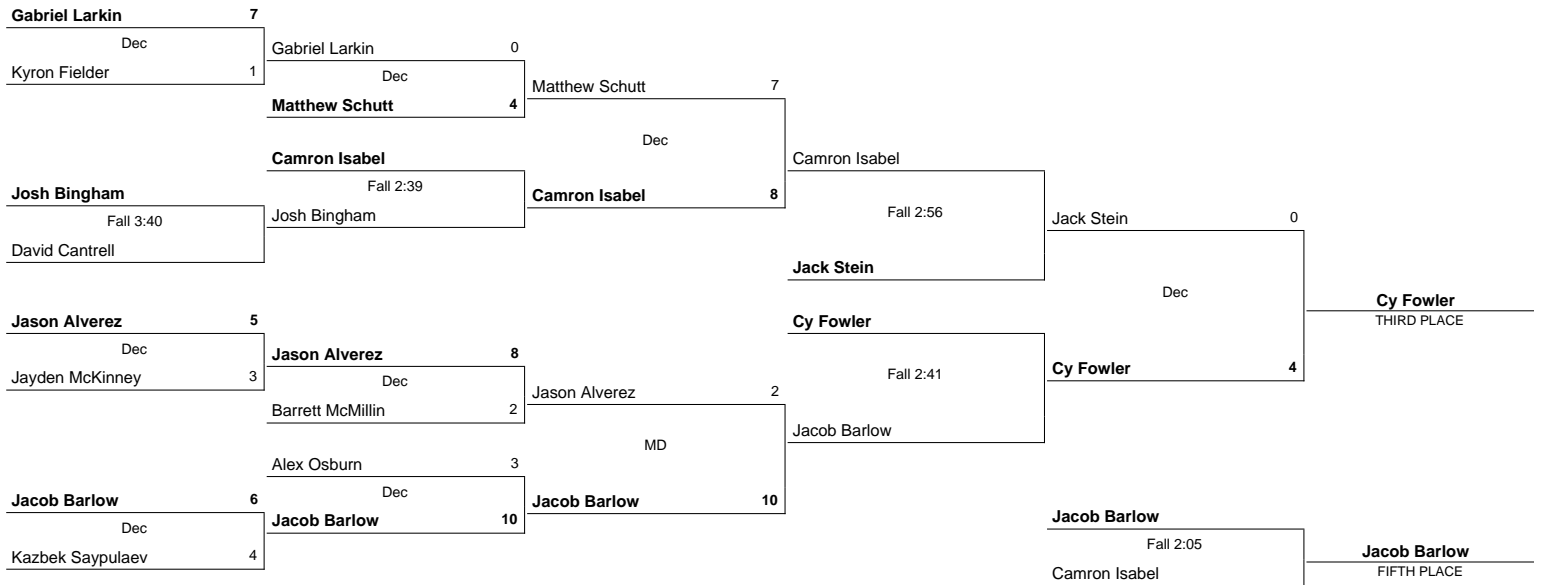 Gabriel Larkin 7
Dec
Kyron Fielder 1
Josh Bingham
Fall 3:40
David Cantrell
Jason Alverez 5
Dec
Jayden McKinney 3
Jacob Barlow 6
Dec
Kazbek Saypulaev 4
Gabriel Larkin 0
Dec
Matthew Schutt 4
Camron Isabel
Fall 2:39
Josh Bingham
Jason Alverez 8
Dec
Barrett McMillin 2
Alex Osburn 3
Dec
Jacob Barlow 10
Matthew Schutt 7
Dec
Camron Isabel 8
Jason Alverez 2
MD
Jacob Barlow 10
Camron Isabel
Fall 2:56
Jack Stein
Cy Fowler
Fall 2:41
Jacob Barlow
Jack Stein 0
Dec
Cy Fowler 4
Cy Fowler
THIRD PLACE
Jacob Barlow
Fall 2:05
Camron Isabel
Jacob Barlow
FIFTH PLACE